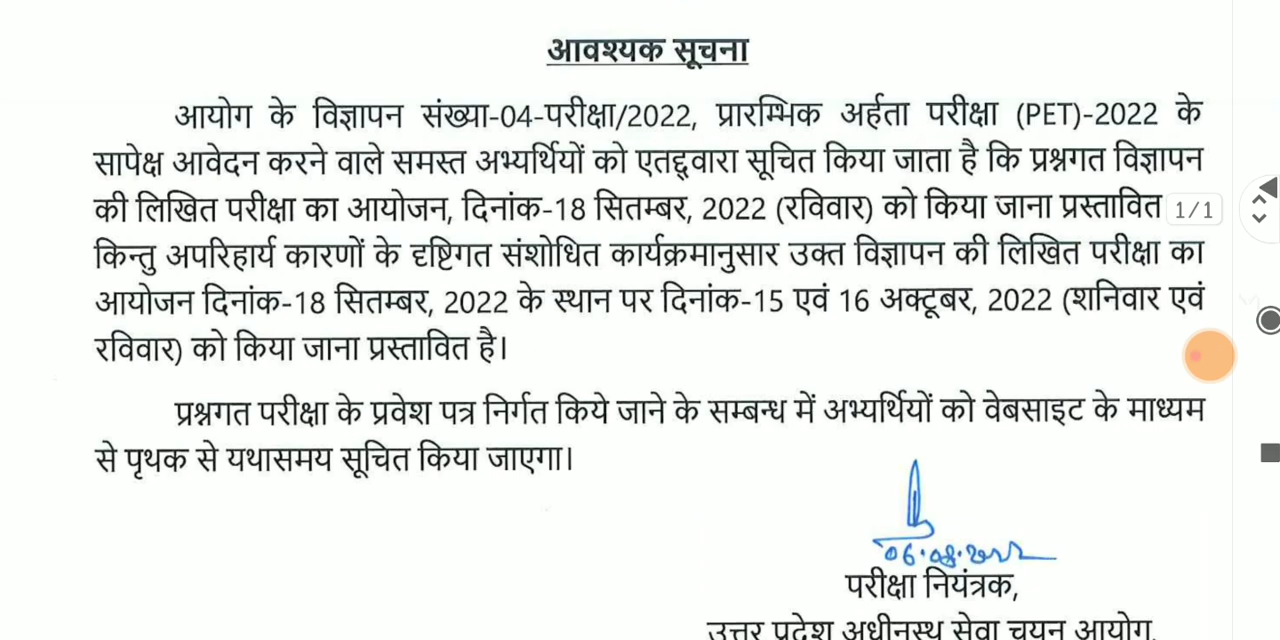 आवश्यक सूचना
आयोग के विज्ञापन संख्या-04-परीक्षा/2022, प्रारम्भिक अर्हता परीक्षा (PET)-2022 के
सापेक्ष आवेदन करने वाले समस्त अभ्यर्थियों को एतद्द्वारा सूचित किया जाता है कि प्रश्नगत विज्ञापन
की लिखित परीक्षा का आयोजन, दिनांक-18 सितम्बर, 2022 (रविवार) को किया जाना प्रस्तावित
1/1
किन्तु अपरिहार्य कारणों के दृष्टिगत संशोधित कार्यक्रमानुसार उक्त विज्ञापन की लिखित परीक्षा का
आयोजन दिनांक-18 सितम्बर, 2022 के स्थान पर दिनांक-15 एवं 16 अक्टूबर, 2022 (शनिवार एवं
रविवार) को किया जाना प्रस्तावित है।
प्रश्नगत परीक्षा के प्रवेश पत्र निर्गत किये जाने के सम्बन्ध में अभ्यर्थियों को वेबसाइट के माध्यम
से पृथक से यथासमय सूचित किया जाएगा।
06.08.2022
परीक्षा नियंत्रक,
उत्तर प्रदेश अधीनस्थ सेवा चयन आयोग,